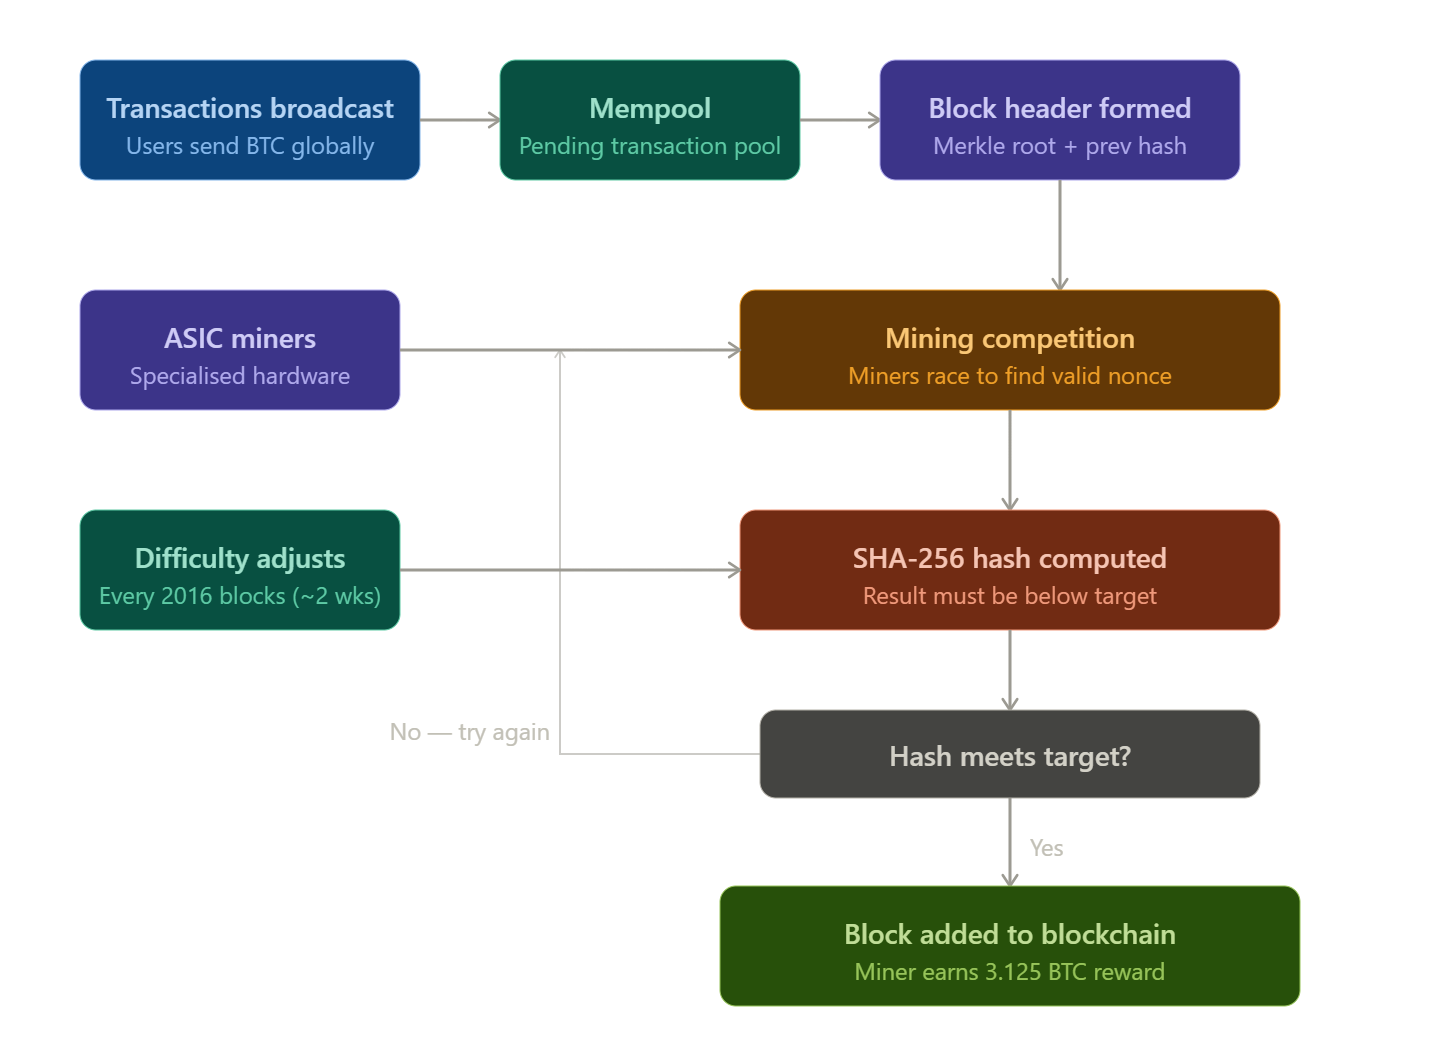 Transactions broadcast
Users send BTC globally
Mempool
Pending transaction pool
Block header formed
Merkle root + prev hash
ASIC miners
Specialised hardware
Mining competition
Miners race to find valid nonce
Difficulty adjusts
Every 2016 blocks (~2 wks)
SHA-256 hash computed
Result must be below target
No — try again
Hash meets target?
Yes
Block added to blockchain
Miner earns 3.125 BTC reward